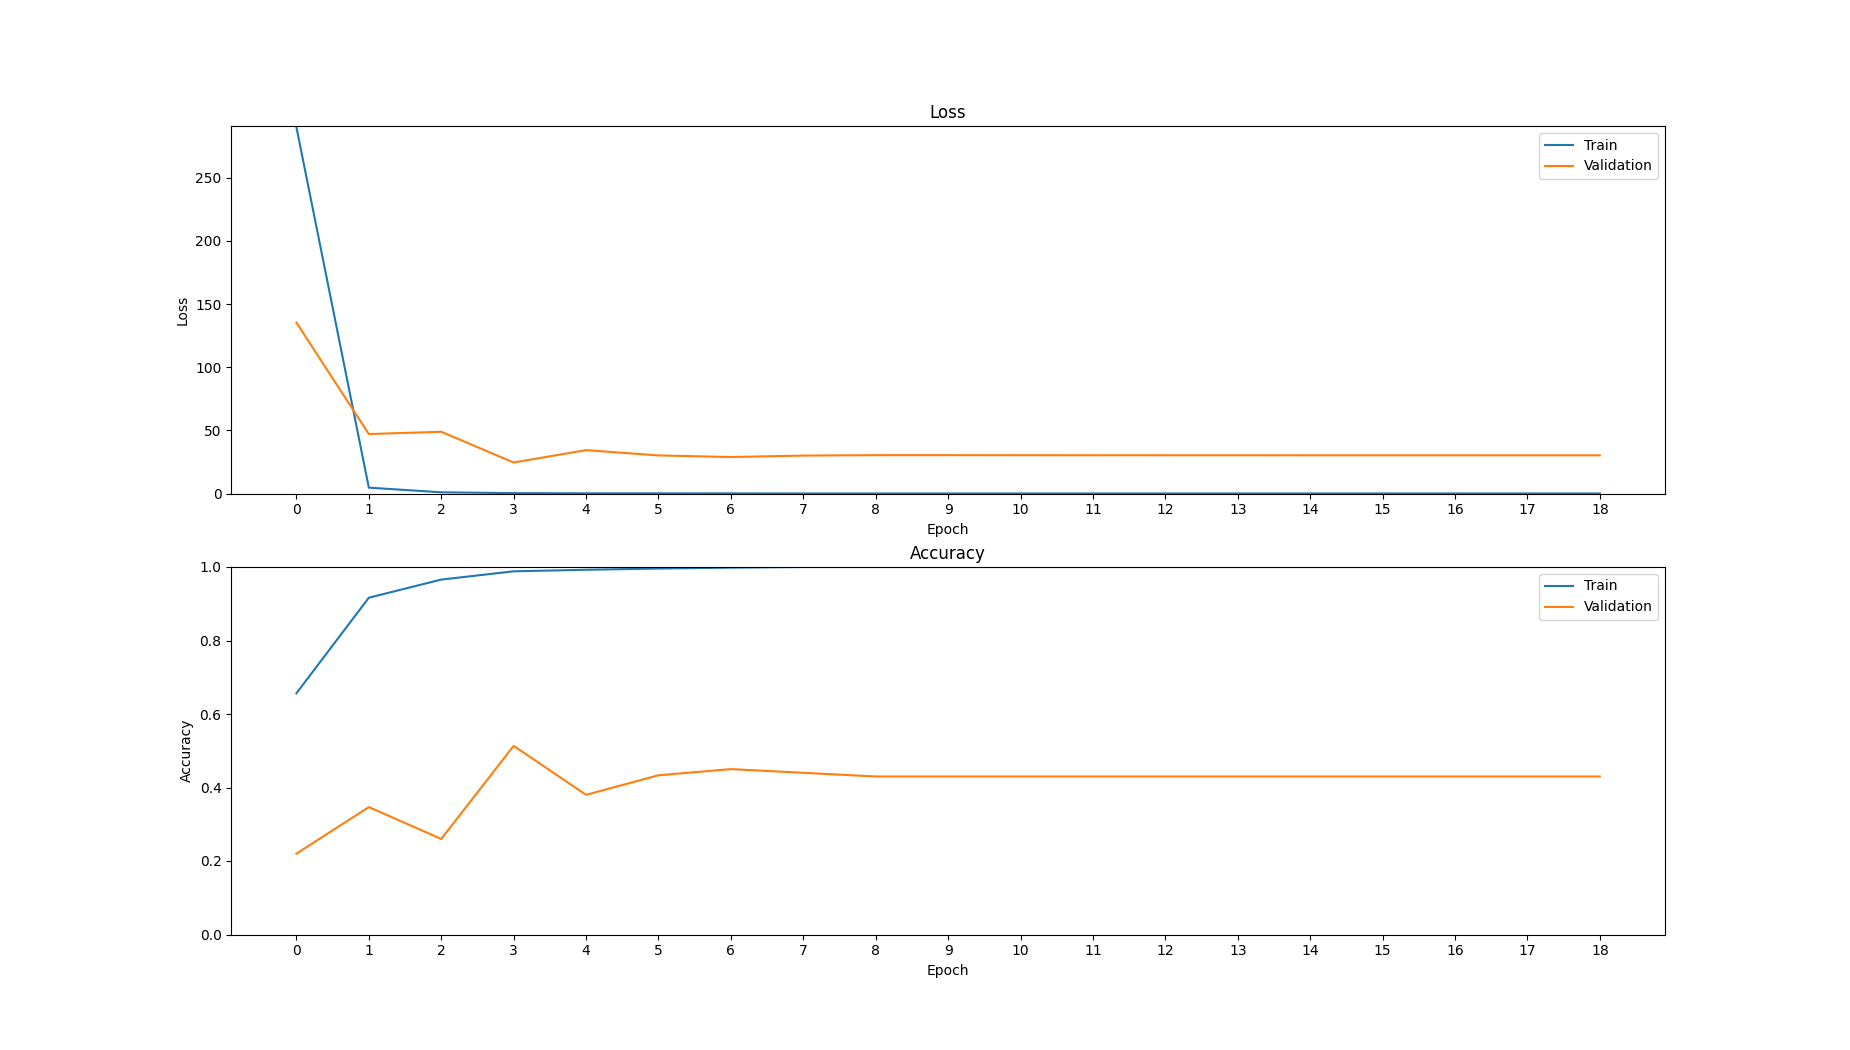 Loss
Train
Validation
250
200
150
100
50
0
Loss
0 1 2 3 4 5 6 7 8 9 10 11 12 13 14 15 16 17 18
Epoch
Accuracy
Train
Validation
1.0
0.8
0.6
0.4
0.2
0.0
Accuracy
0 1 2 3 4 5 6 7 8 9 10 11 12 13 14 15 16 17 18
Epoch